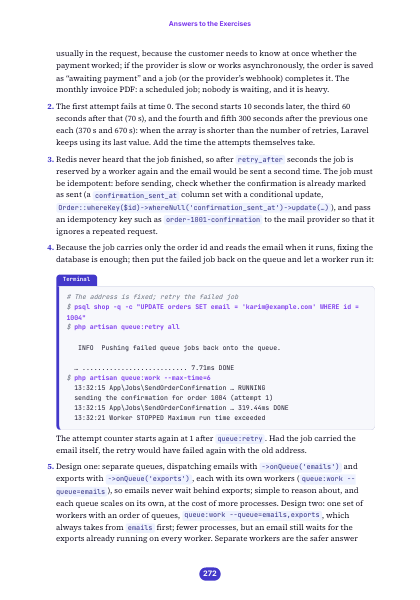 Answers to the Exercises
usually in the request, because the customer needs to know at once whether the
payment worked; if the provider is slow or works asynchronously, the order is saved
as “awaiting payment” and a job (or the provider’s webhook) completes it. The
monthly invoice PDF: a scheduled job; nobody is waiting, and it is heavy.
2. The first attempt fails at time 0. The second starts 10 seconds later, the third 60
seconds after that (70 s), and the fourth and fifth 300 seconds after the previous one
each (370 s and 670 s): when the array is shorter than the number of retries, Laravel
keeps using its last value. Add the time the attempts themselves take.
3. Redis never heard that the job finished, so after retry_after seconds the job is
reserved by a worker again and the email would be sent a second time. The job must
be idempotent: before sending, check whether the confirmation is already marked
as sent (a confirmation_sent_at column set with a conditional update,
Order::whereKey($id)->whereNull('confirmation_sent_at')->update(…)), and pass
an idempotency key such as order-1001-confirmation to the mail provider so that it
ignores a repeated request.
4. Because the job carries only the order id and reads the email when it runs, fixing the
database is enough; then put the failed job back on the queue and let a worker run it:
Terminal
# The address is fixed; retry the failed job
$ psql shop -q -c "UPDATE orders SET email = 'karim@example.com' WHERE id =
1004"
$ php artisan queue:retry all
INFO Pushing failed queue jobs back onto the queue.
… ........................... 7.71ms DONE
$ php artisan queue:work --max-time=6
13:32:15 App\Jobs\SendOrderConfirmation … RUNNING
sending the confirmation for order 1004 (attempt 1)
13:32:15 App\Jobs\SendOrderConfirmation … 319.44ms DONE
13:32:21 Worker STOPPED Maximum run time exceeded
The attempt counter starts again at 1 after queue:retry. Had the job carried the
email itself, the retry would have failed again with the old address.
5. Design one: separate queues, dispatching emails with ->onQueue('emails') and
exports with ->onQueue('exports'), each with its own workers (queue:work --
queue=emails), so emails never wait behind exports; simple to reason about, and
each queue scales on its own, at the cost of more processes. Design two: one set of
workers with an order of queues, queue:work --queue=emails,exports, which
always takes from emails first; fewer processes, but an email still waits for the
exports already running on every worker. Separate workers are the safer answer
272